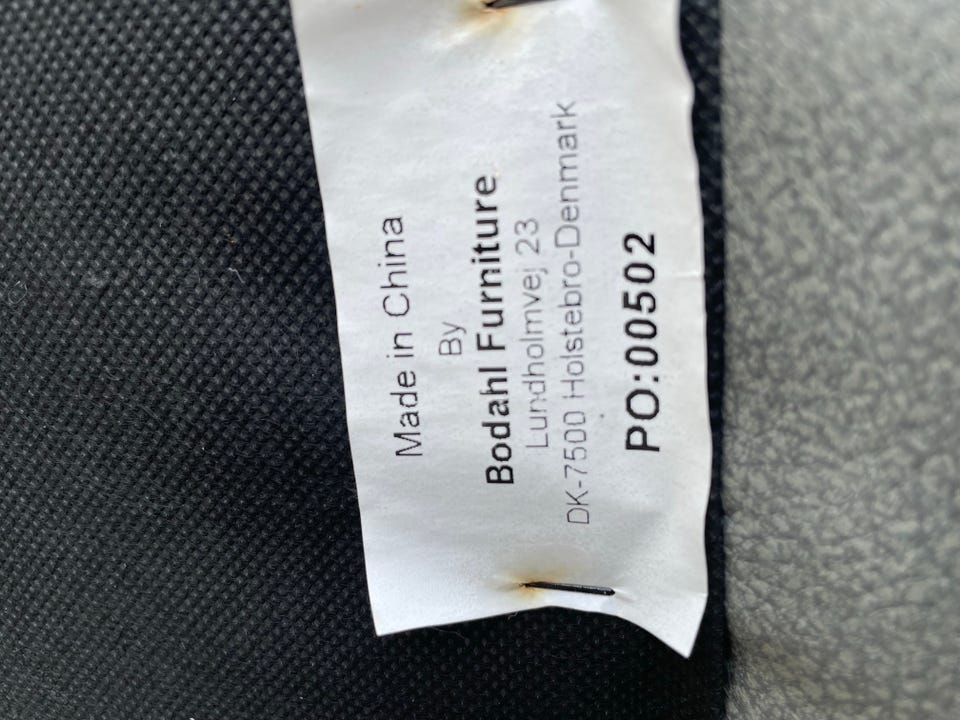 Made in China
By
Bodahl Furniture
Lundholmvej 23
DK-7500 Holstebro-Denmark
PO:00502